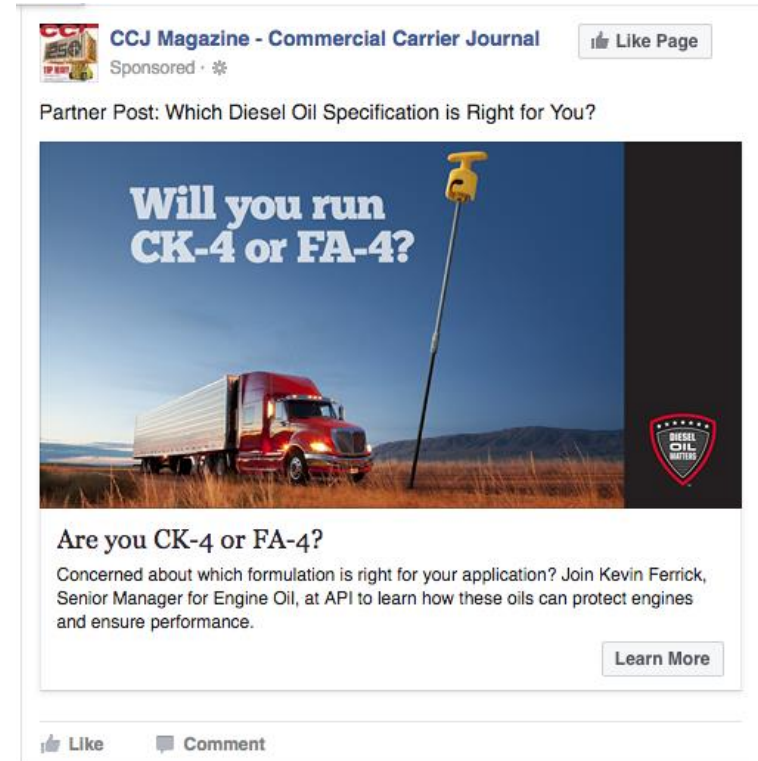 CCJ
250
TOP
CCJ Magazine - Commercial Carrier Journal
Like Page
Sponsored ·
Partner Post: Which Diesel Oil Specification is Right for You?
Will you run
CK-4 or FA-4?
DIESEL
OIL
MATTERS
Are you CK-4 or FA-4?
Concerned about which formulation is right for your application? Join Kevin Ferrick,
Senior Manager for Engine Oil, at API to learn how these oils can protect engines
and ensure performance.
Learn More
Like
Comment